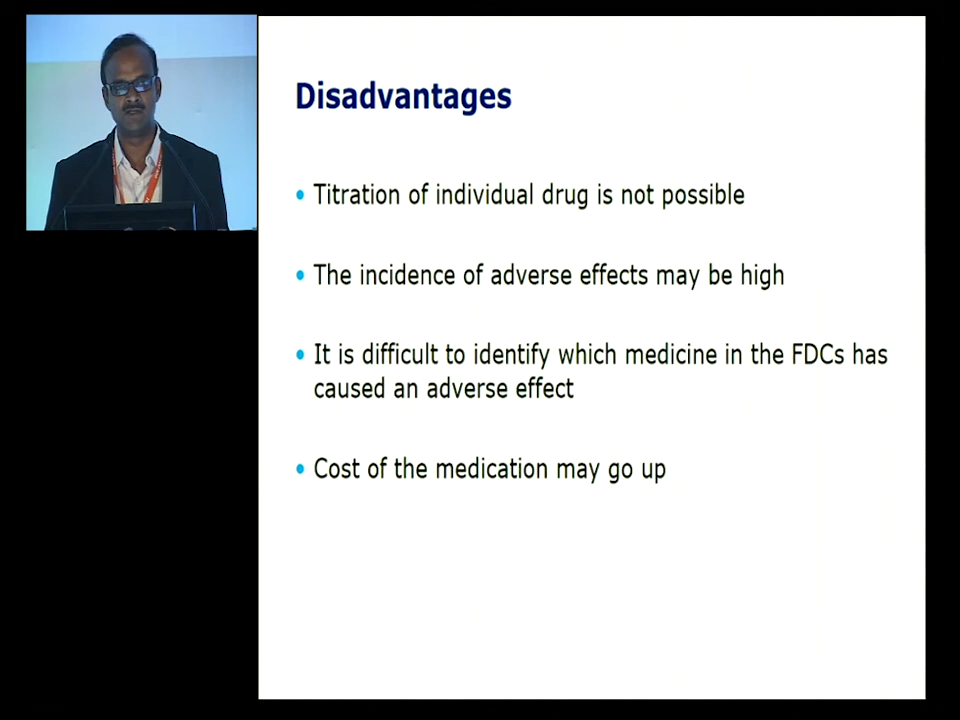 Disadvantages
• Titration of individual drug is not possible
• The incidence of adverse effects may be high
• It is difficult to identify which medicine in the FDCs has
caused an adverse effect
• Cost of the medication may go up